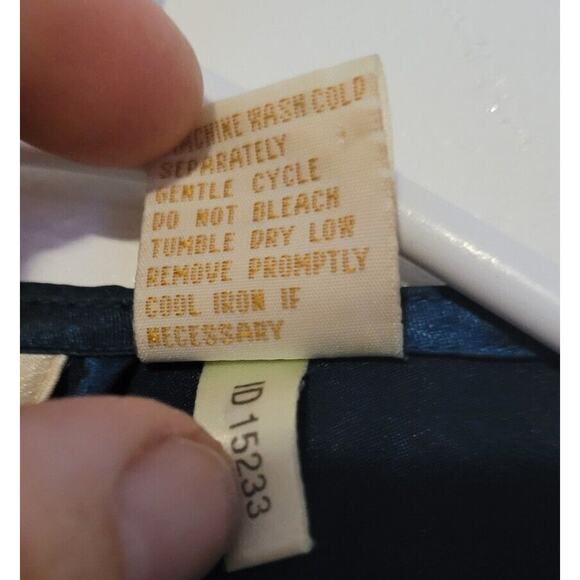 MACHINE WASH COLD
SEPARATELY
GENTLE CYCLE
DO NOT BLEACH
TUMBLE DRY LOW
REMOVE PROMPTLY
COOL IRON IF
NECESSARY
ID 15233